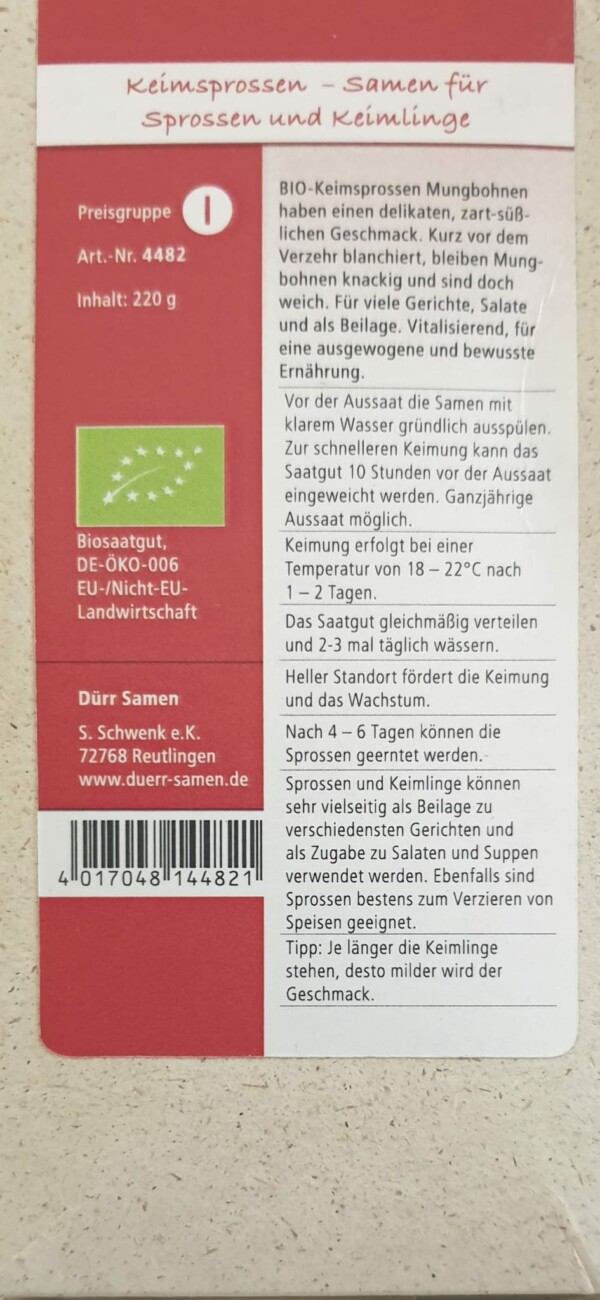 Keimsprossen – Samen für
Sprossen und Keimlinge
Preisgruppe I
Art.-Nr. 4482
Inhalt: 220 g
Biosaatgut,
DE-ÖKO-006
EU-/Nicht-EU-
Landwirtschaft
Dürr Samen
S. Schwenk e.K.
72768 Reutlingen
www.duerr-samen.de
4 017048 144821
BIO-Keimsprossen Mungbohnen
haben einen delikaten, zart-süß-
lichen Geschmack. Kurz vor dem
Verzehr blanchiert, bleiben Mung-
bohnen knackig und sind doch
weich. Für viele Gerichte, Salate
und als Beilage. Vitalisierend, für
eine ausgewogene und bewusste
Ernährung.
Vor der Aussaat die Samen mit
klarem Wasser gründlich ausspülen.
Zur schnelleren Keimung kann das
Saatgut 10 Stunden vor der Aussaat
eingeweicht werden. Ganzjährige
Aussaat möglich.
Keimung erfolgt bei einer
Temperatur von 18 – 22°C nach
1 – 2 Tagen.
Das Saatgut gleichmäßig verteilen
und 2-3 mal täglich wässern.
Heller Standort fördert die Keimung
und das Wachstum.
Nach 4 – 6 Tagen können die
Sprossen geerntet werden.
Sprossen und Keimlinge können
sehr vielseitig als Beilage zu
verschiedensten Gerichten und
als Zugabe zu Salaten und Suppen
verwendet werden. Ebenfalls sind
Sprossen bestens zum Verzieren von
Speisen geeignet.
Tipp: Je länger die Keimlinge
stehen, desto milder wird der
Geschmack.